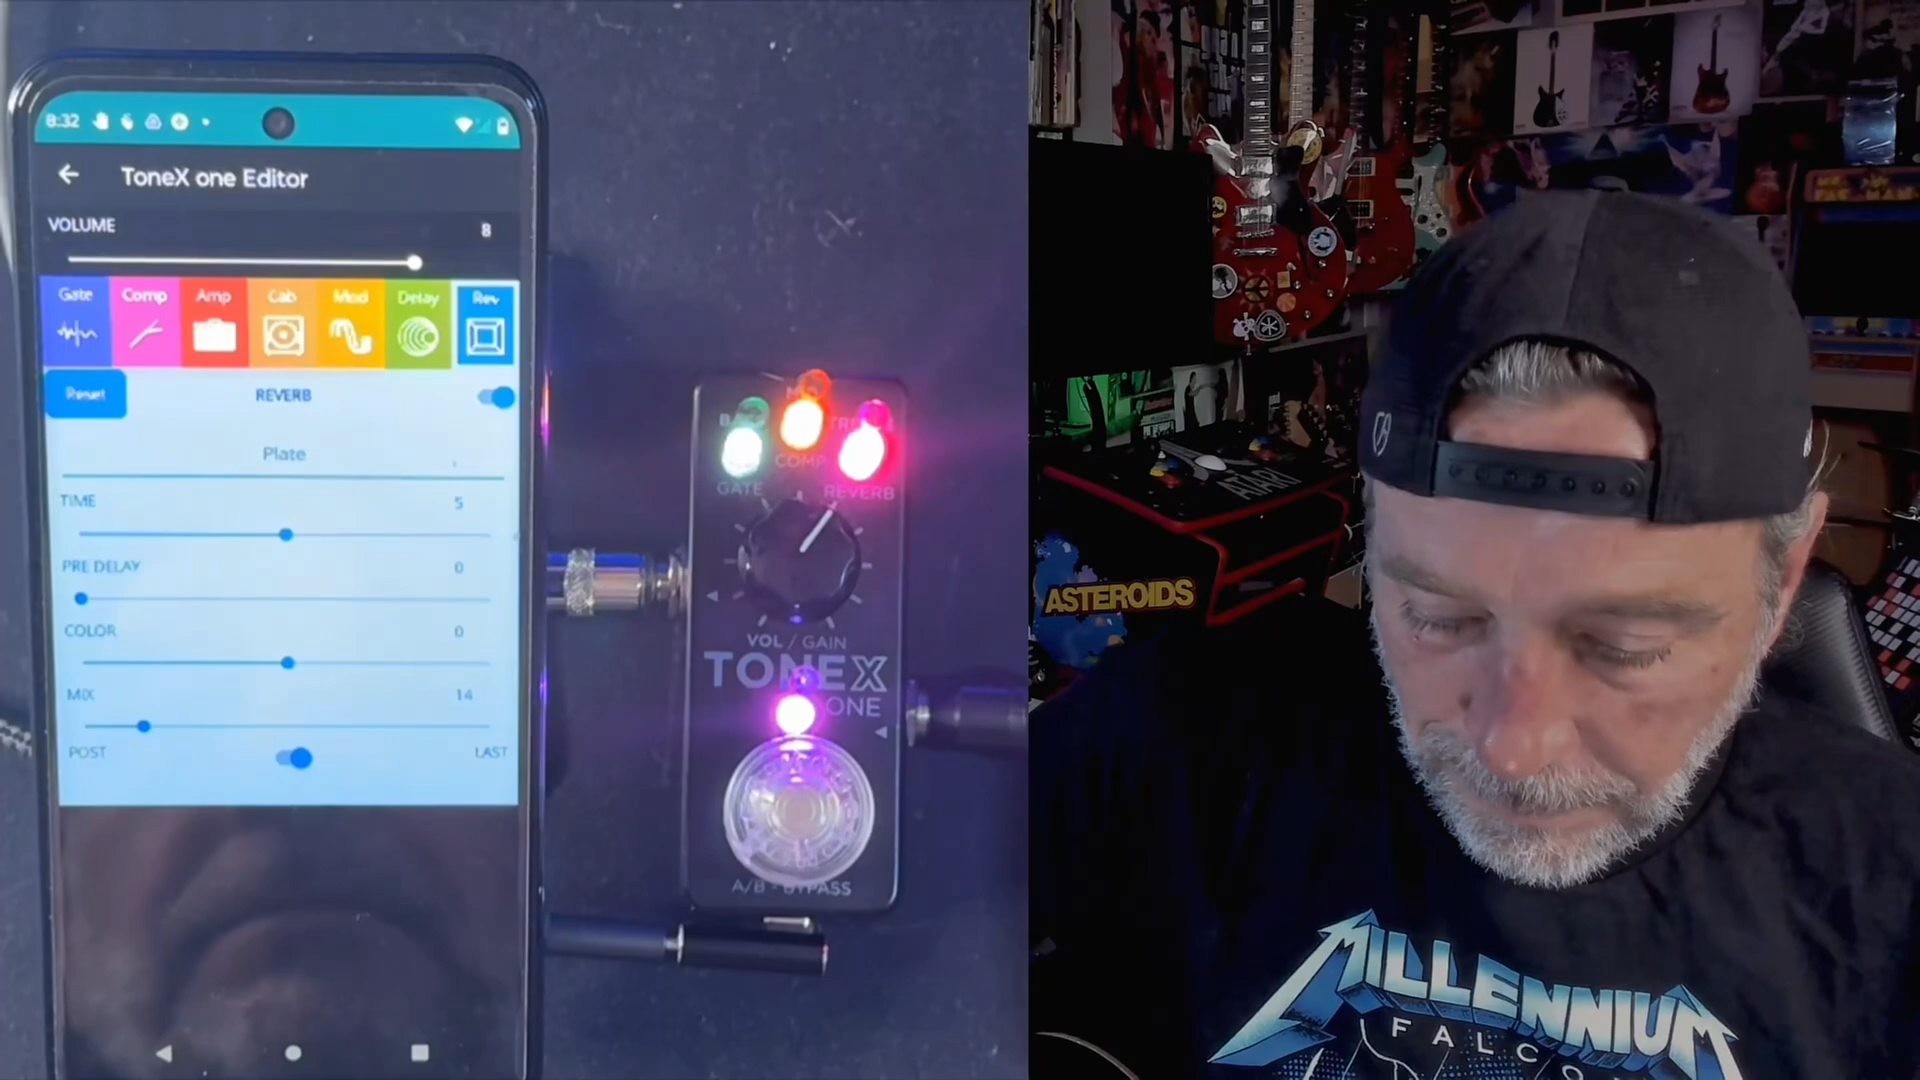 8:32
ToneX one Editor
VOLUME
8
Gate Comp Amp Cab Mod Delay Rev
Reset
REVERB
Plate
TIME
5
PRE DELAY
0
COLOR
0
MIX
14
POST
LAST
COMP
GATE
REVERB
VOL / GAIN
TONEX
ONE
A/B - BYPASS
ATARI
ASTEROIDS
MILLENNIUM
FALCO